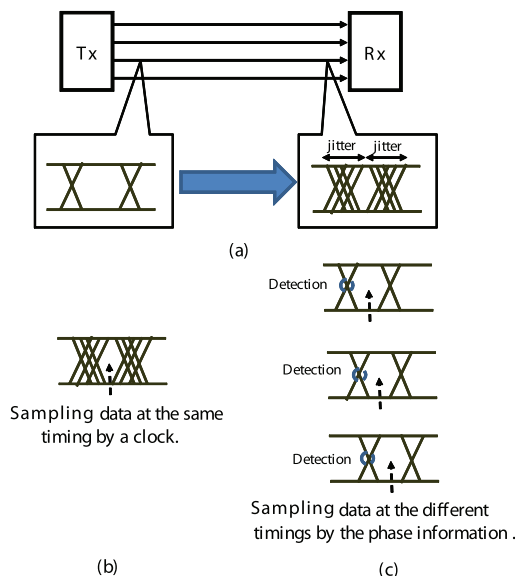 Tx
Rx
jitter jitter
(a)
Detection
Detection
Detection
Sampling data at the same
timing by a clock.
Sampling data at the different
timings by the phase information .
(b)
(c)